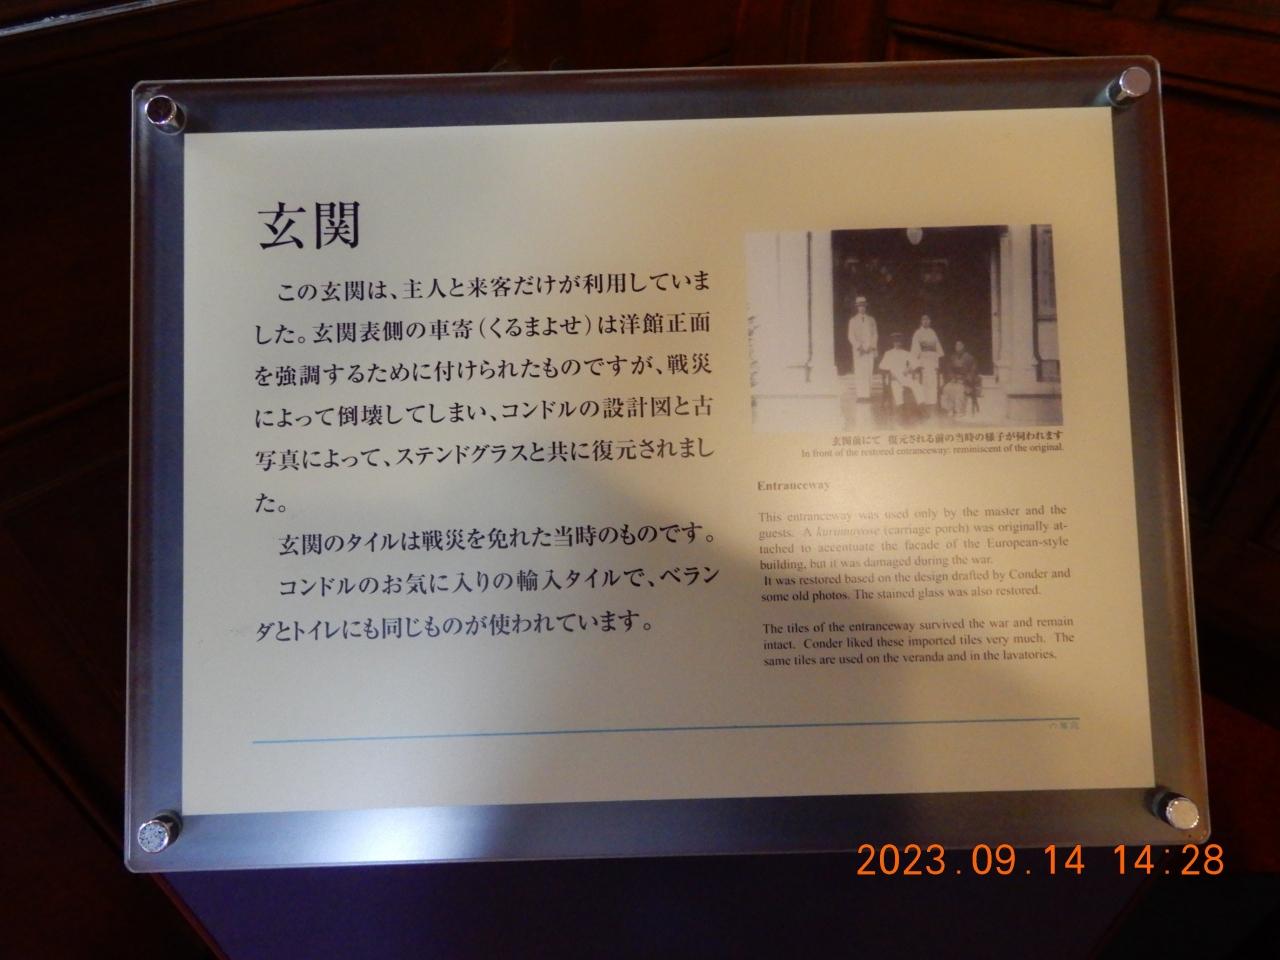 玄関
この玄関は、主人と来客だけが利用していま
した。玄関表側の車寄（くるまよせ）は洋館正面
を強調するために付けられたものですが、戦災
によって倒壊してしまい、コンドルの設計図と古
写真によって、ステンドグラスと共に復元されまし
た。
玄関のタイルは戦災を免れた当時のものです。
コンドルのお気に入りの輸入タイルで、ベラン
ダとトイレにも同じものが使われています。
玄関前にて 復元される前の当時の様子が伺われます
In front of the restored entranceway: reminiscent of the original.
Entranceway
This entranceway was used only by the master and the
guests. A kurumayose (carriage porch) was originally at-
tached to accentuate the facade of the European-style
building, but it was damaged during the war.
It was restored based on the design drafted by Conder and
some old photos. The stained glass was also restored.
The tiles of the entranceway survived the war and remain
intact. Conder liked these imported tiles very much. The
same tiles are used on the veranda and in the lavatories.
2023.09.14 14:28